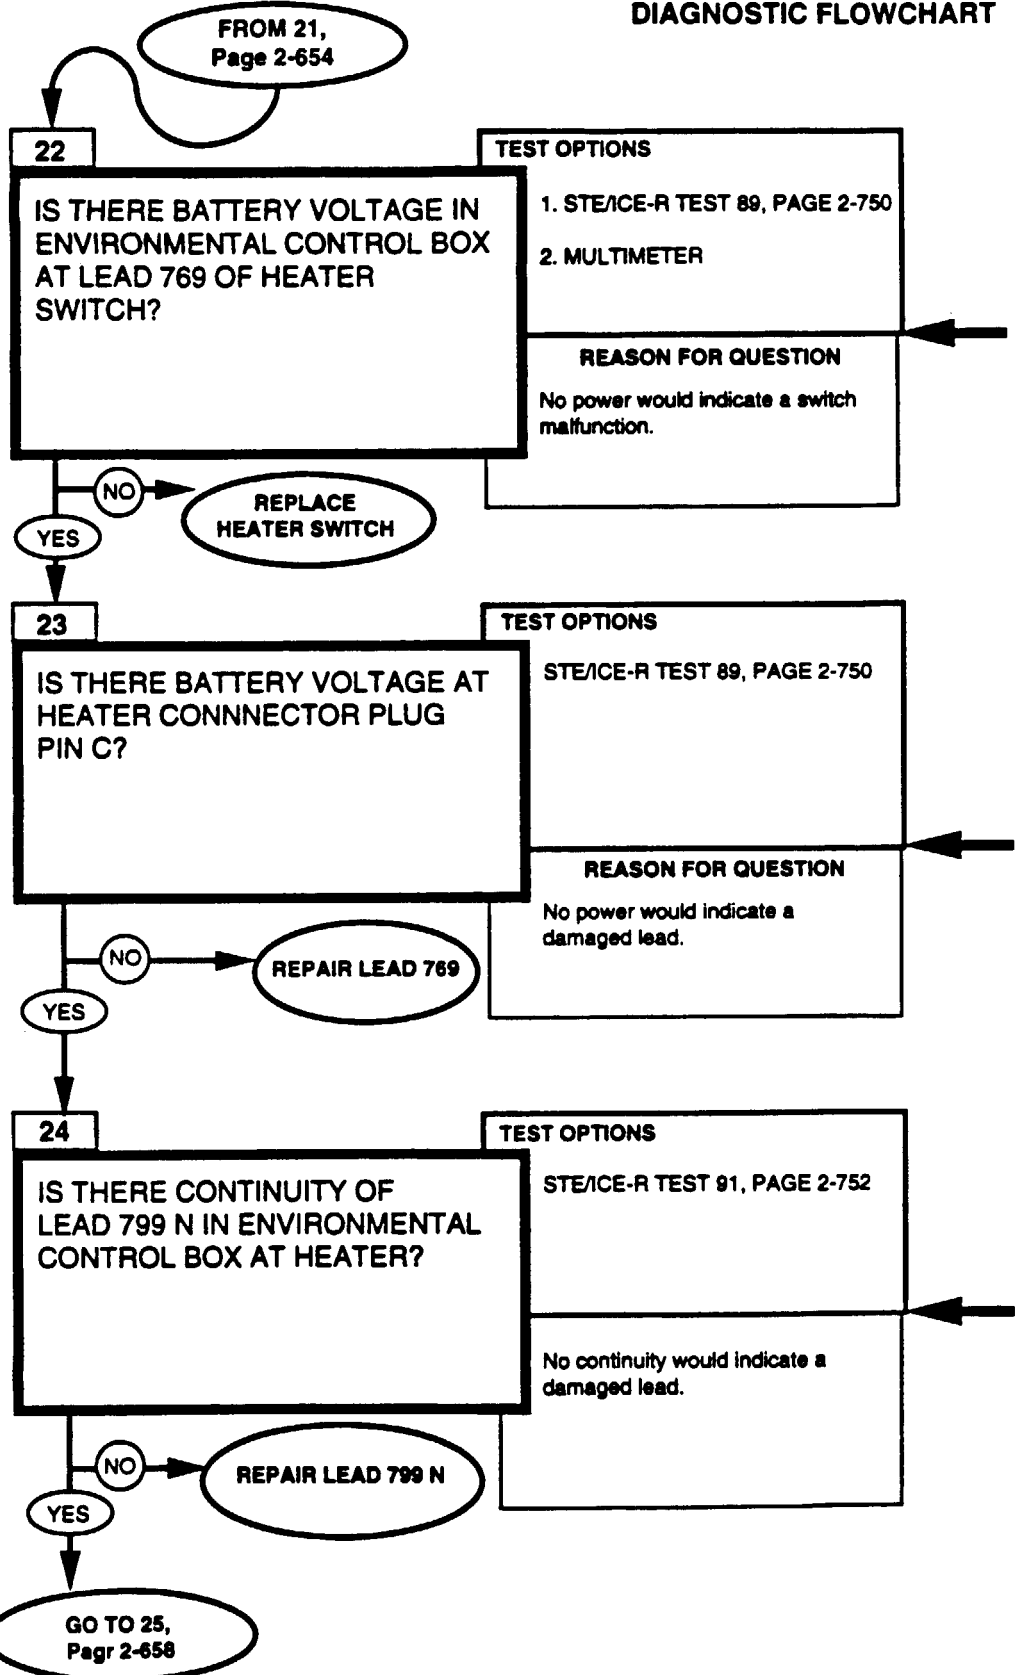 DIAGNOSTIC FLOWCHART
FROM 21,
Page 2-654
22
IS THERE BATTERY VOLTAGE IN
ENVIRONMENTAL CONTROL BOX
AT LEAD 769 OF HEATER
SWITCH?
TEST OPTIONS
1. STE/ICE-R TEST 89, PAGE 2-750
2. MULTIMETER
REASON FOR QUESTION
No power would indicate a switch
malfunction.
NO
REPLACE
HEATER SWITCH
YES
23
IS THERE BATTERY VOLTAGE AT
HEATER CONNNECTOR PLUG
PIN C?
TEST OPTIONS
STE/ICE-R TEST 89, PAGE 2-750
REASON FOR QUESTION
No power would indicate a
damaged lead.
NO
REPAIR LEAD 769
YES
24
IS THERE CONTINUITY OF
LEAD 799 N IN ENVIRONMENTAL
CONTROL BOX AT HEATER?
TEST OPTIONS
STE/ICE-R TEST 91, PAGE 2-752
No continuity would indicate a
damaged lead.
NO
REPAIR LEAD 799 N
YES
GO TO 25,
Pagr 2-658